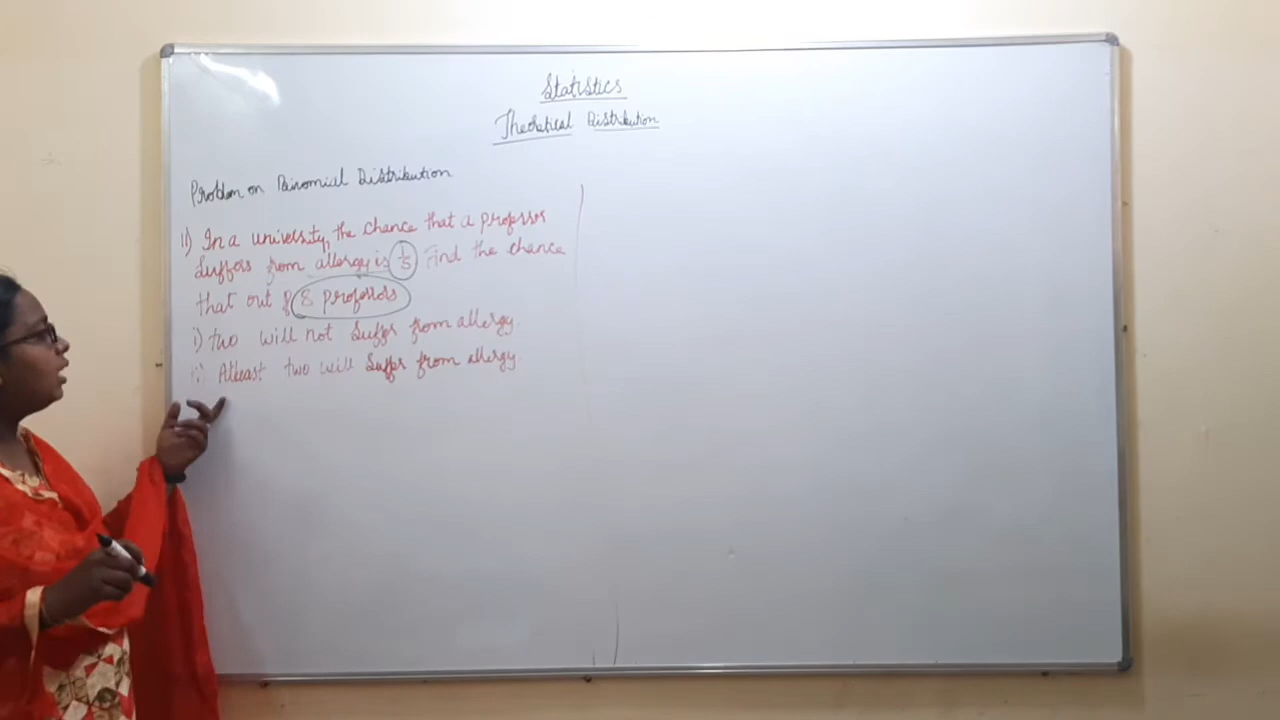 Statistics
Theoretical Distribution
Problem on Binomial Distribution
11) In a university, the chance that a professor
suffers from allergy is 1/5 Find the chance
that out of 8 professors
i) two will not suffer from allergy.
ii) Atleast two will suffer from allergy.